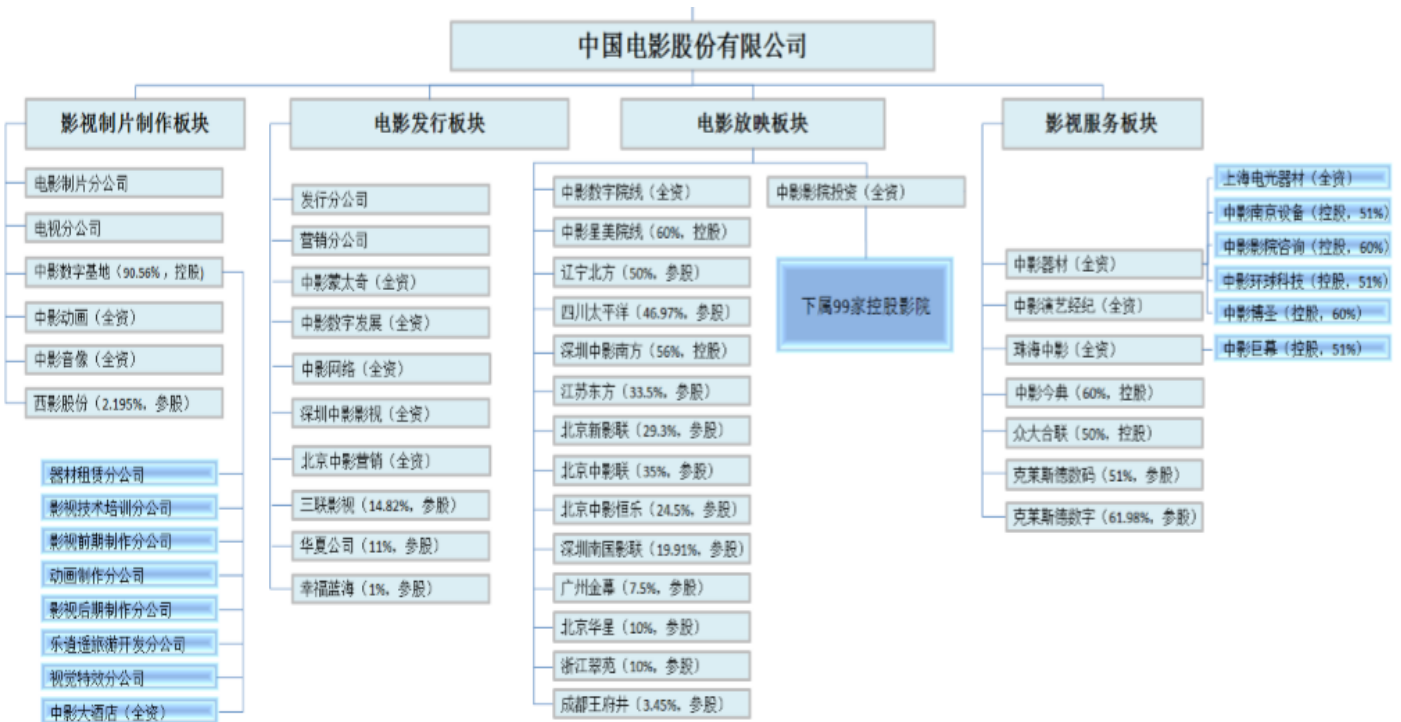 中国电影股份有限公司
影视制片制作板块
电影制片分公司
电视分公司
中影数字基地（90.56%，控股）
中影动画（全资）
中影音像（全资）
西影股份（2.195%，参股）
器材租赁分公司
影视技术培训分公司
影视前期制作分公司
动画制作分公司
影视后期制作分公司
乐逍遥旅游开发分公司
视觉特效分公司
中影大酒店（全资）
电影发行板块
发行分公司
营销分公司
中影蒙太奇（全资）
中影数字发展（全资）
中影网络（全资）
深圳中影影视（全资）
北京中影营销（全资）
三联影视（14.82%，参股）
华夏公司（11%，参股）
幸福蓝海（1%，参股）
电影放映板块
中影数字院线（全资）
中影星美院线（60%，控股）
辽宁北方（50%，参股）
四川太平洋（46.97%，参股）
深圳中影南方（56%，控股）
江苏东方（33.5%，参股）
北京新影联（29.3%，参股）
北京中影联（35%，参股）
北京中影恒乐（24.5%，参股）
深圳南国影联（19.91%，参股）
广州金幕（7.5%，参股）
北京华星（10%，参股）
浙江翠苑（10%，参股）
成都王府井（3.45%，参股）
中影影院投资（全资）
下属99家控股影院
影视服务板块
中影器材（全资）
中影演艺经纪（全资）
珠海中影（全资）
中影今典（60%，控股）
众大合联（50%，控股）
克莱斯德数码（51%，参股）
克莱斯德数字（61.98%，参股）
上海电光器材（全资）
中影南京设备（控股，51%）
中影影院咨询（控股，60%）
中影环球科技（控股，51%）
中影博圣（控股，60%）
中影巨幕（控股，51%）